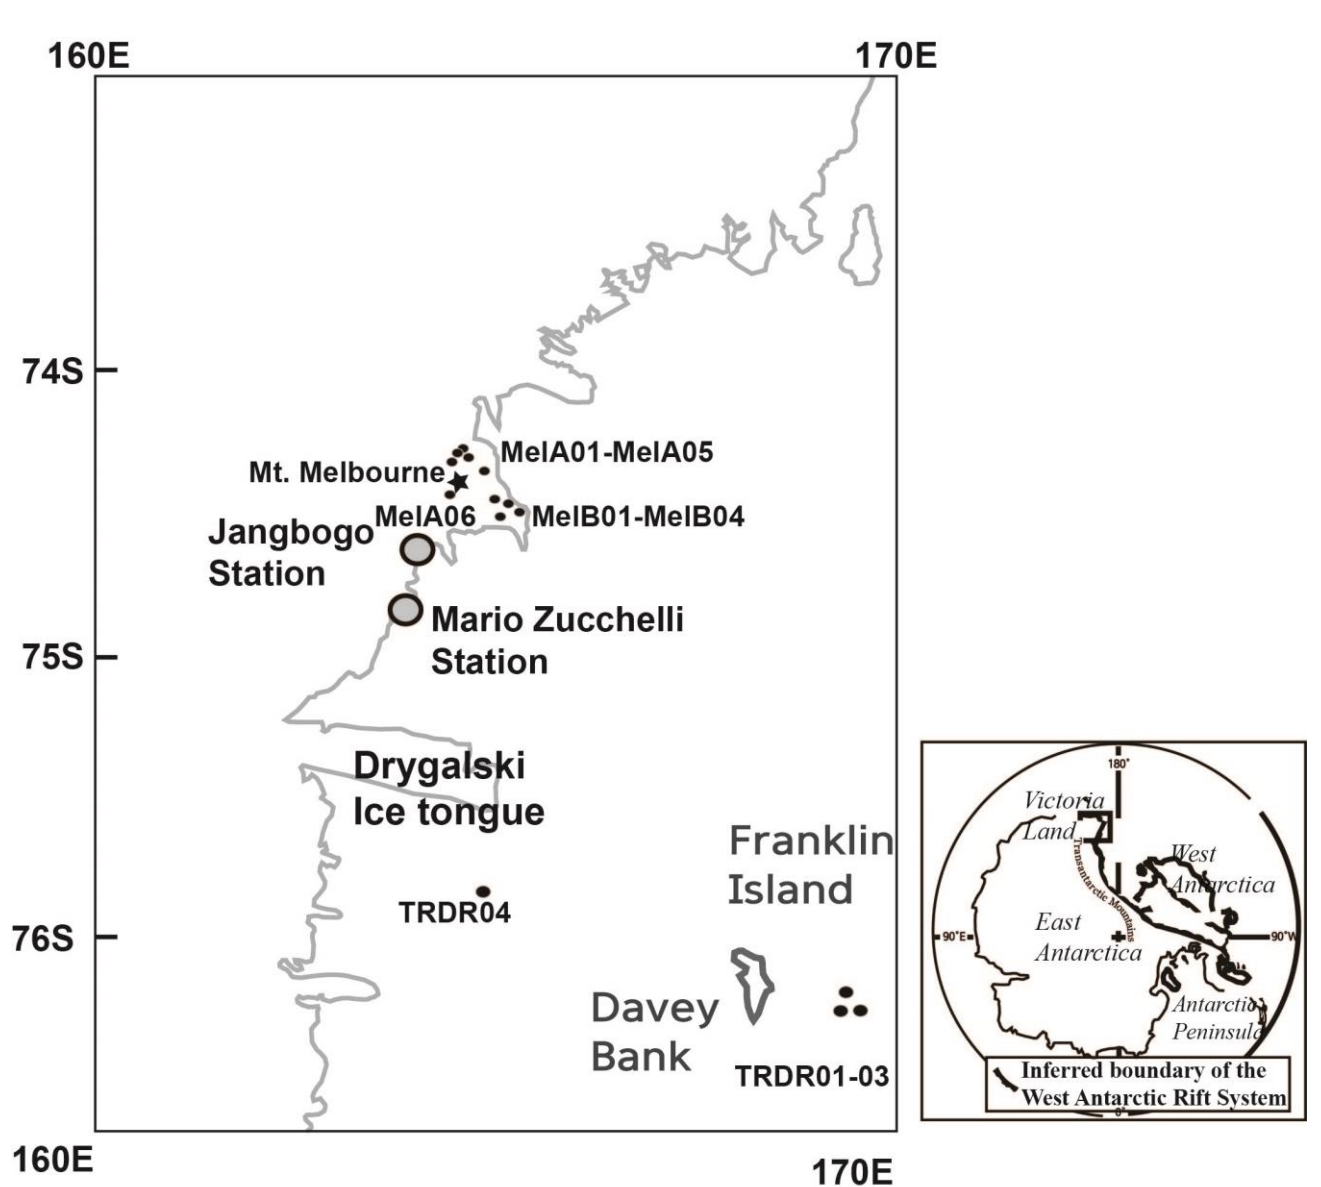 160E
170E
74S
MelA01-MelA05
Mt. Melbourne
MelA06
MelB01-MelB04
Jangbogo
Station
Mario Zucchelli
Station
75S
Drygalski
Ice tongue
Franklin
Island
TRDR04
76S
Davey
Bank
TRDR01-03
160E
170E
180°
Victoria
Land
West
Antarctica
Transantarctic Mountains
East
Antarctica
90°E
90°W
Antarctic
Peninsula
Inferred boundary of the
West Antarctic Rift System
0°